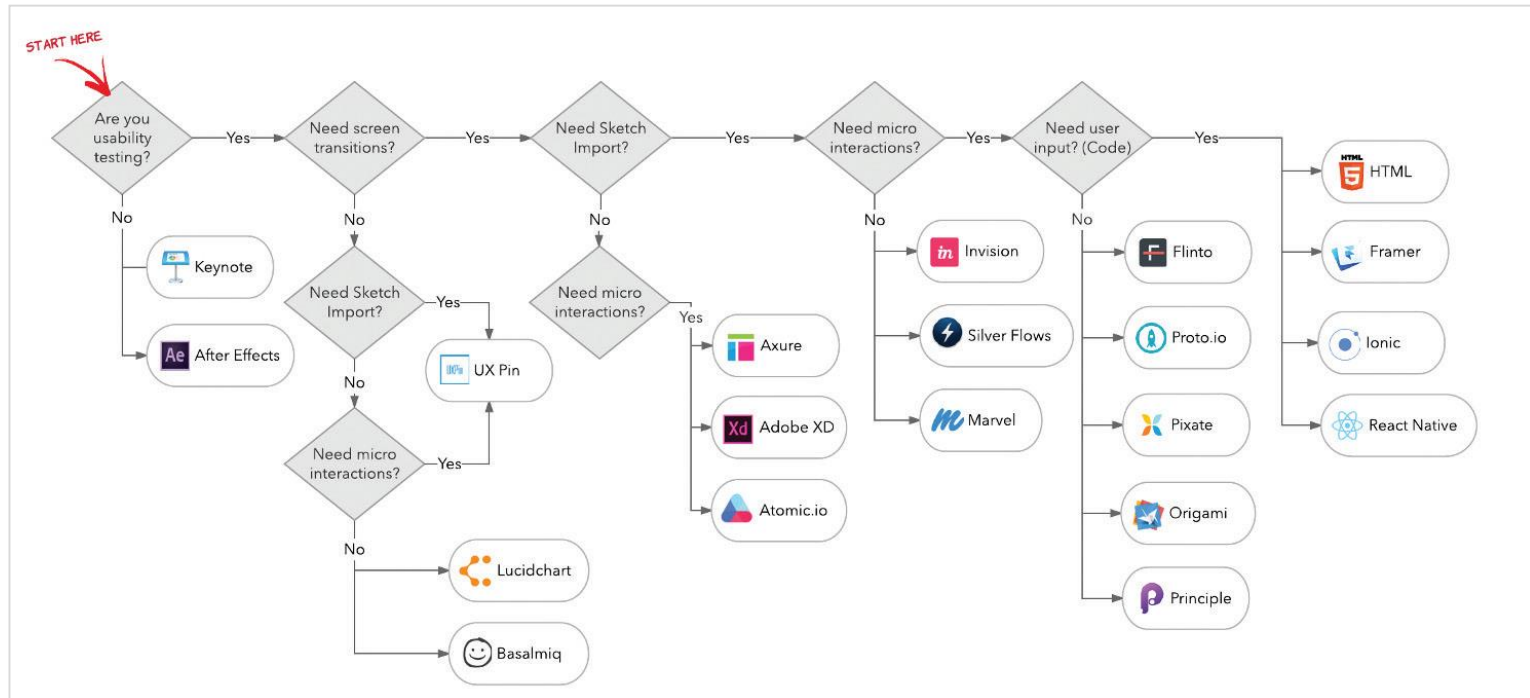 START HERE
Are you
usability
testing?
Yes
Need screen
transitions?
Yes
Need Sketch
Import?
Yes
Need micro
interactions?
Yes
Need user
input? (Code)
Yes
No
Keynote
Ae After Effects
No
Need Sketch
Import?
Yes
UX Pin
No
Need micro
interactions?
Yes
No
Lucidchart
Basalmiq
No
Need micro
interactions?
Yes
Axure
Xd Adobe XD
Atomic.io
No
in Invision
Silver Flows
Marvel
No
Flinto
Proto.io
Pixate
Origami
Principle
HTML
5 HTML
Framer
Ionic
React Native